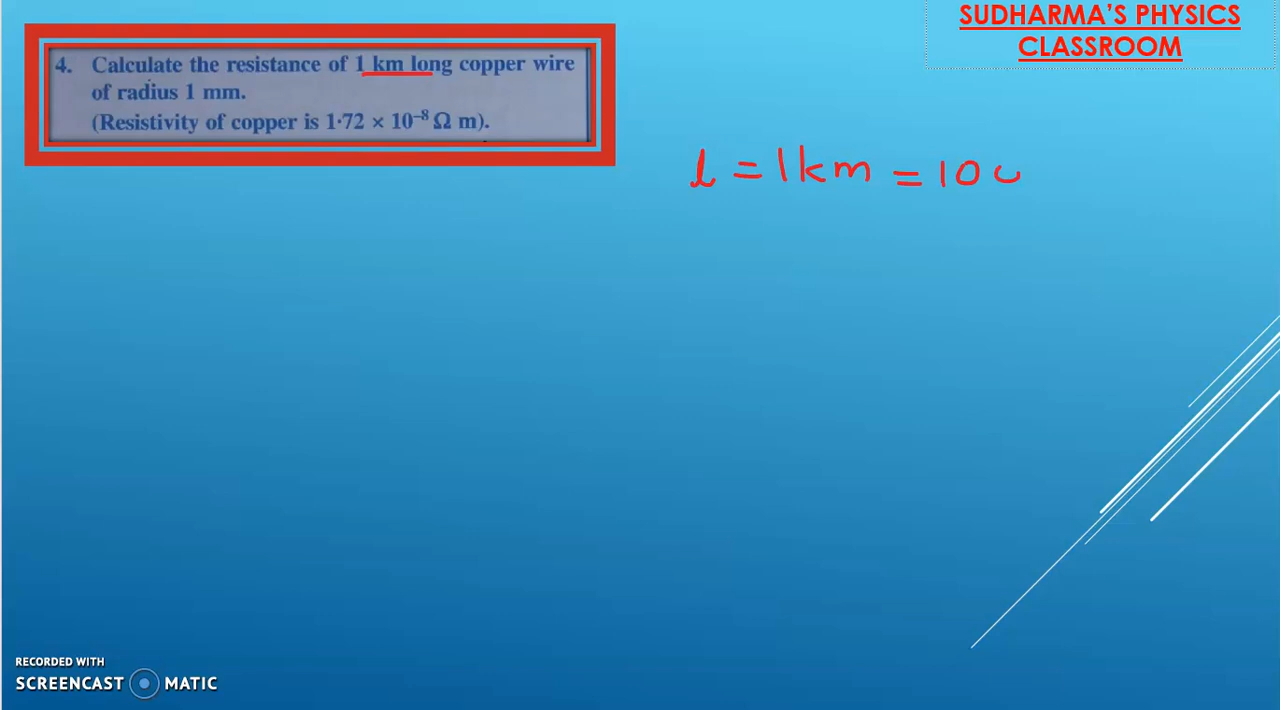 SUDHARMA'S PHYSICS
CLASSROOM
4. Calculate the resistance of 1 km long copper wire
of radius 1 mm.
(Resistivity of copper is 1·72 × 10⁻⁸ Ω m).
l = 1km = 100
RECORDED WITH
SCREENCAST MATIC